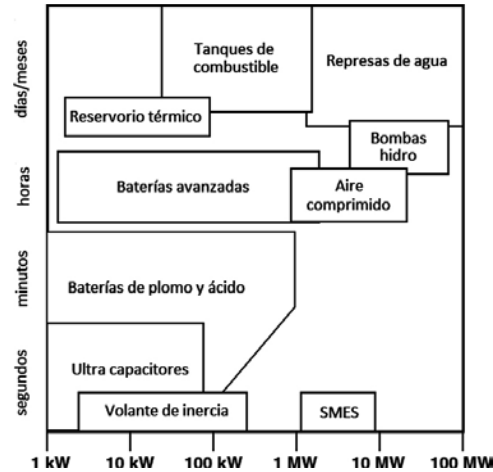 días/meses
horas
minutos
segundos
Tanques de
combustible
Represas de agua
Reservorio térmico
Bombas
hidro
Baterías avanzadas
Aire
comprimido
Baterías de plomo y ácido
Ultra capacitores
Volante de inercia
SMES
1 kW 10 kW 100 kW 1 MW 10 MW 100 MW